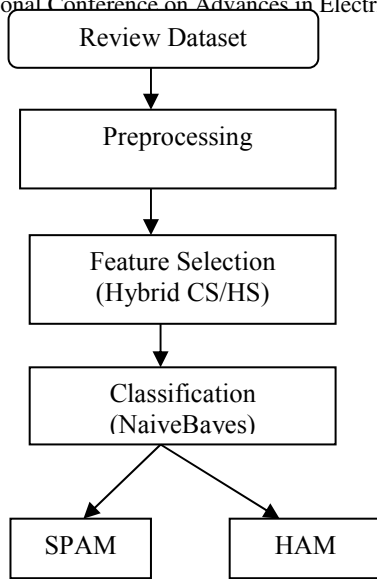 onal Conference on Advances in Electr
Review Dataset
Preprocessing
Feature Selection
(Hybrid CS/HS)
Classification
(NaiveBayes)
SPAM
HAM